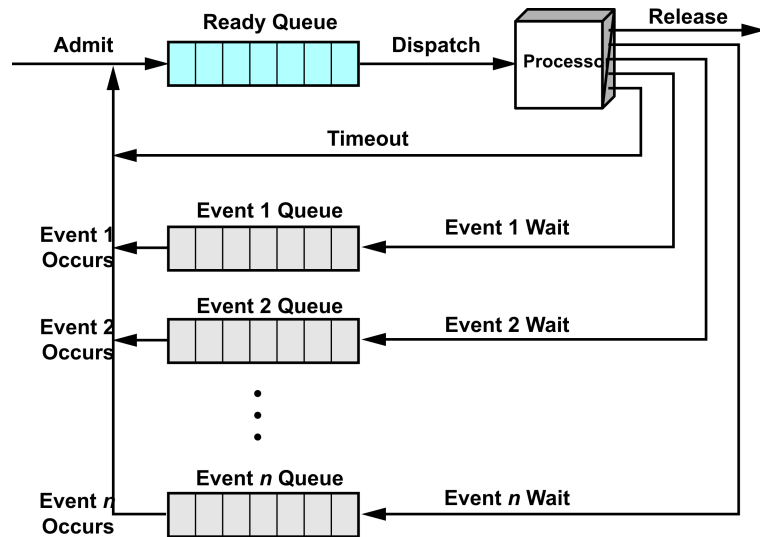 Release
Ready Queue
Admit
Dispatch
Processo
Timeout
Event 1 Queue
Event 1 Wait
Event 1
Occurs
Event 2 Queue
Event 2 Wait
Event 2
Occurs
Event n Queue
Event n Wait
Event n
Occurs